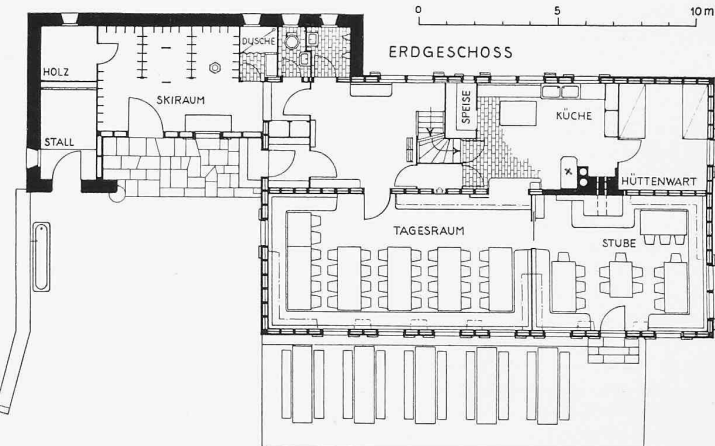 0 5 10 m
ERDGESCHOSS
DUSCHE
HOLZ
SKIRAUM
STALL
SPEISE
KÜCHE
HÜTTENWART
TAGESRAUM
STUBE